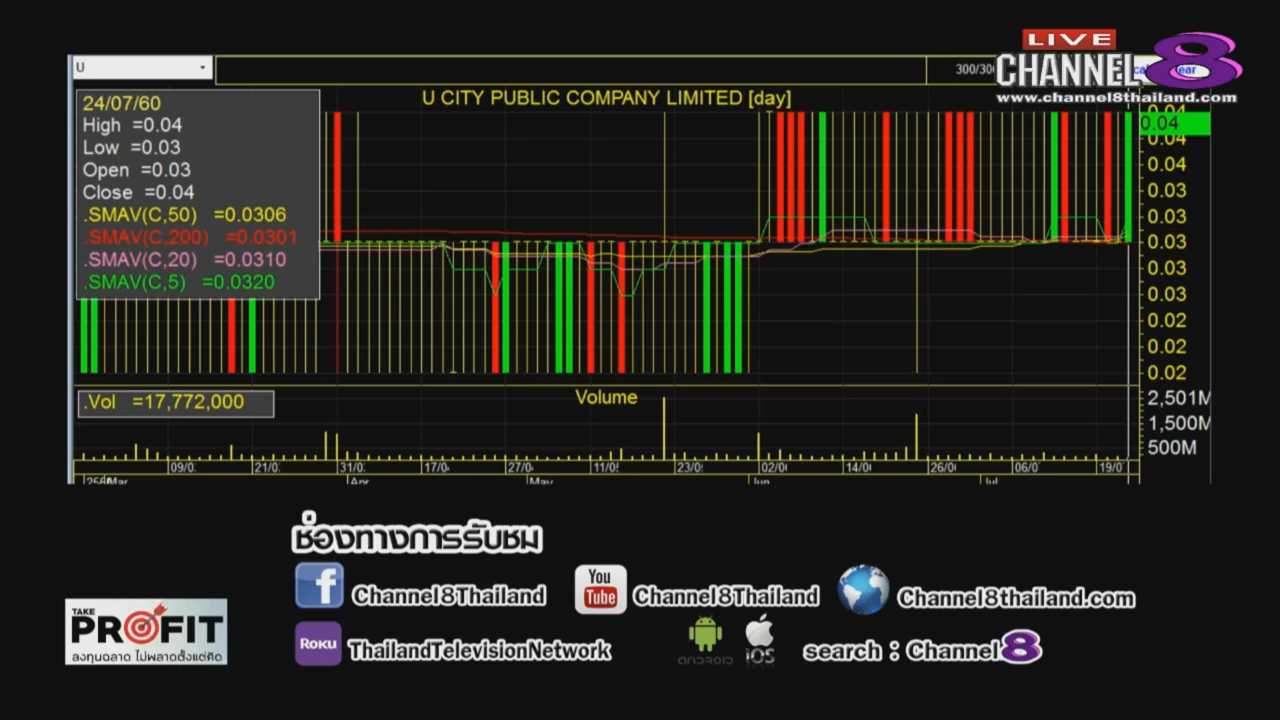 LIVE
CHANNEL 8
www.channel8thailand.com
U
300/300
U CITY PUBLIC COMPANY LIMITED [day]
24/07/60
High =0.04
Low =0.03
Open =0.03
Close =0.04
.SMAV(C,50) =0.0306
.SMAV(C,200) =0.0301
.SMAV(C,20) =0.0310
.SMAV(C,5) =0.0320
0.04
0.04
0.04
0.04
0.03
0.03
0.03
0.03
0.03
0.02
0.02
0.02
.Vol =17,772,000
Volume
2,501M
1,500M
500M
09/0 21/0 31/0 17/0 27/0 11/0 23/0 02/0 14/0 26/0 06/0 19/0
Mar Apr May Jun Jul
ช่องทางการรับชม
f Channel8Thailand
You Tube Channel8Thailand
Channel8thailand.com
TAKE
PROFIT
ลงทุนฉลาด ไม่พลาดตั้งแต่คิด
ROKU ThailandTelevisionNetwork
ANDROID iOS
search : Channel 8